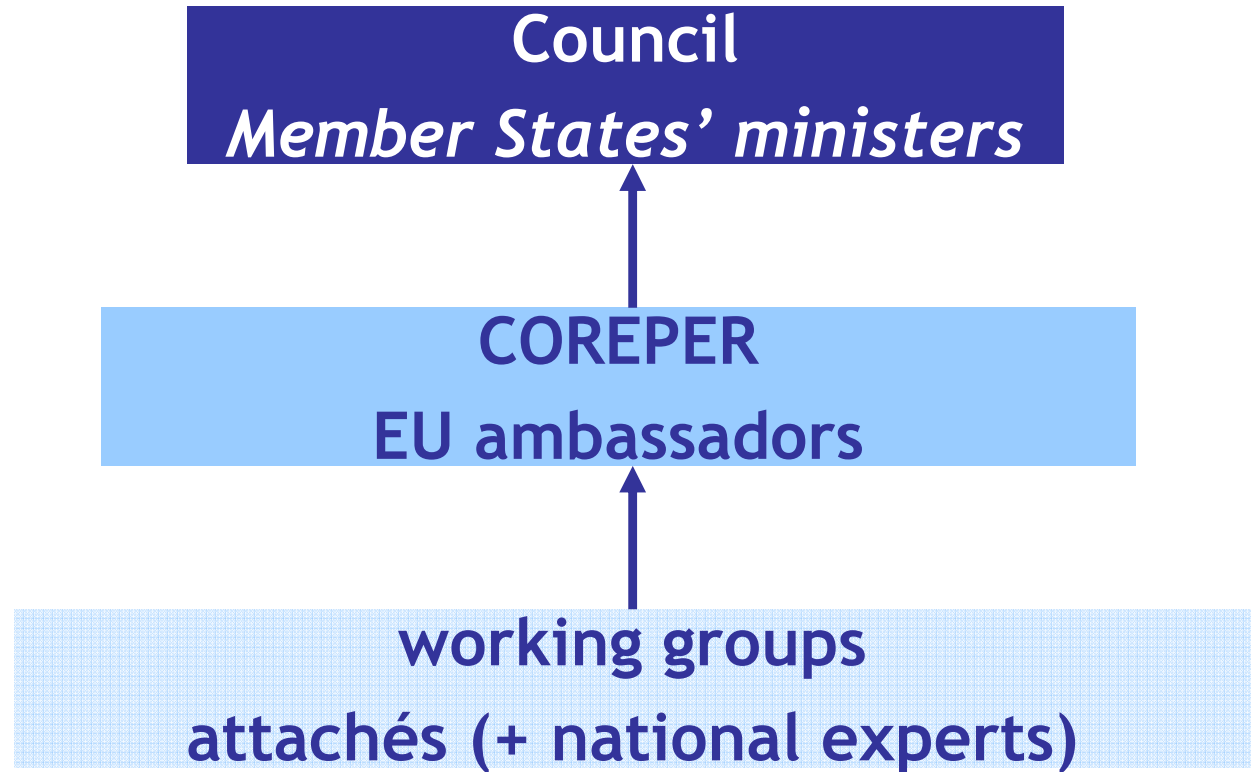 Council
Member States’ ministers
COREPER
EU ambassadors
working groups
attachés (+ national experts)